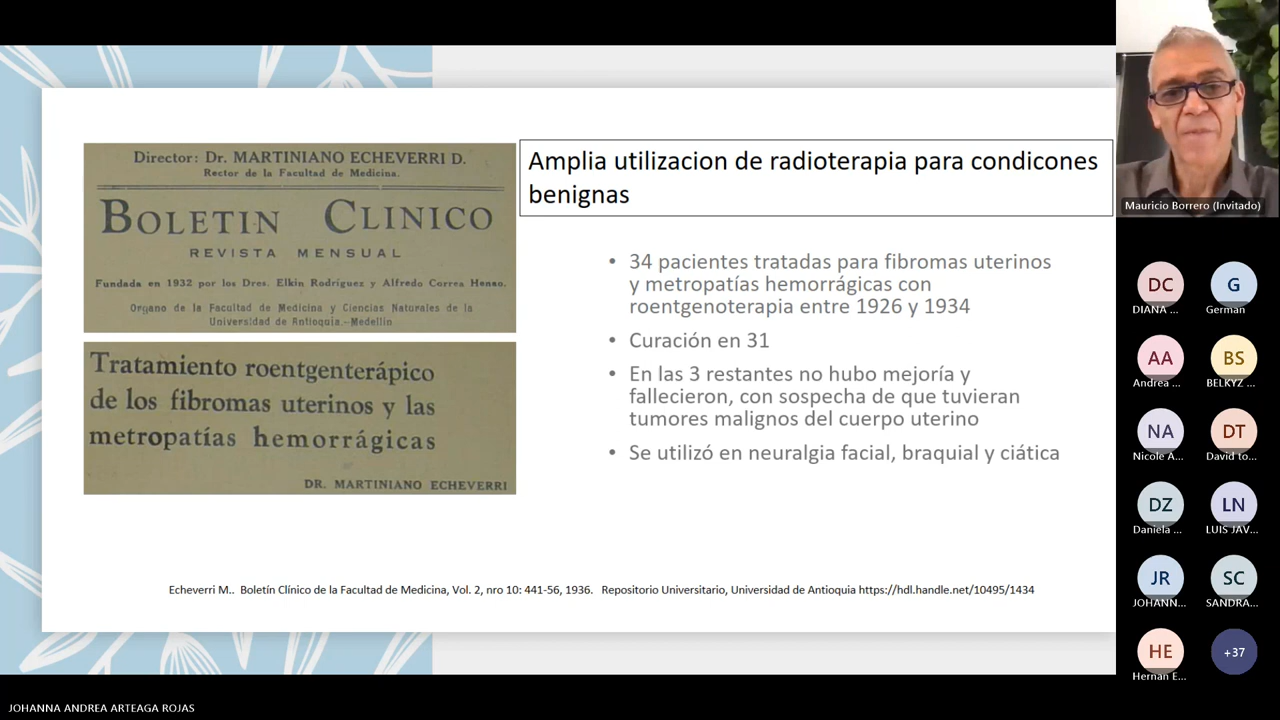 Director: Dr. MARTINIANO ECHEVERRI D.
Rector de la Facultad de Medicina.
BOLETIN CLINICO
REVISTA MENSUAL
Fundada en 1932 por los Dres. Elkin Rodríguez y Alfredo Correa Henao.
Organo de la Facultad de Medicina y Ciencias Naturales de la
Universidad de Antioquia.-Medellín
Tratamiento roentgenterápico
de los fibromas uterinos y las
metropatías hemorrágicas
DR. MARTINIANO ECHEVERRI
Amplia utilizacion de radioterapia para condicones
benignas
• 34 pacientes tratadas para fibromas uterinos
y metropatías hemorrágicas con
roentgenoterapia entre 1926 y 1934
• Curación en 31
• En las 3 restantes no hubo mejoría y
fallecieron, con sospecha de que tuvieran
tumores malignos del cuerpo uterino
• Se utilizó en neuralgia facial, braquial y ciática
Echeverri M.. Boletín Clínico de la Facultad de Medicina, Vol. 2, nro 10: 441-56, 1936. Repositorio Universitario, Universidad de Antioquia https://hdl.handle.net/10495/1434
Mauricio Borrero (Invitado)
DC
DIANA ...
G
German
AA
Andrea ...
BS
BELKYZ ...
NA
Nicole A...
DT
David to...
DZ
Daniela ...
LN
LUIS JAV...
JR
JOHANN...
SC
SANDRA...
HE
Hernan E...
+37
JOHANNA ANDREA ARTEAGA ROJAS